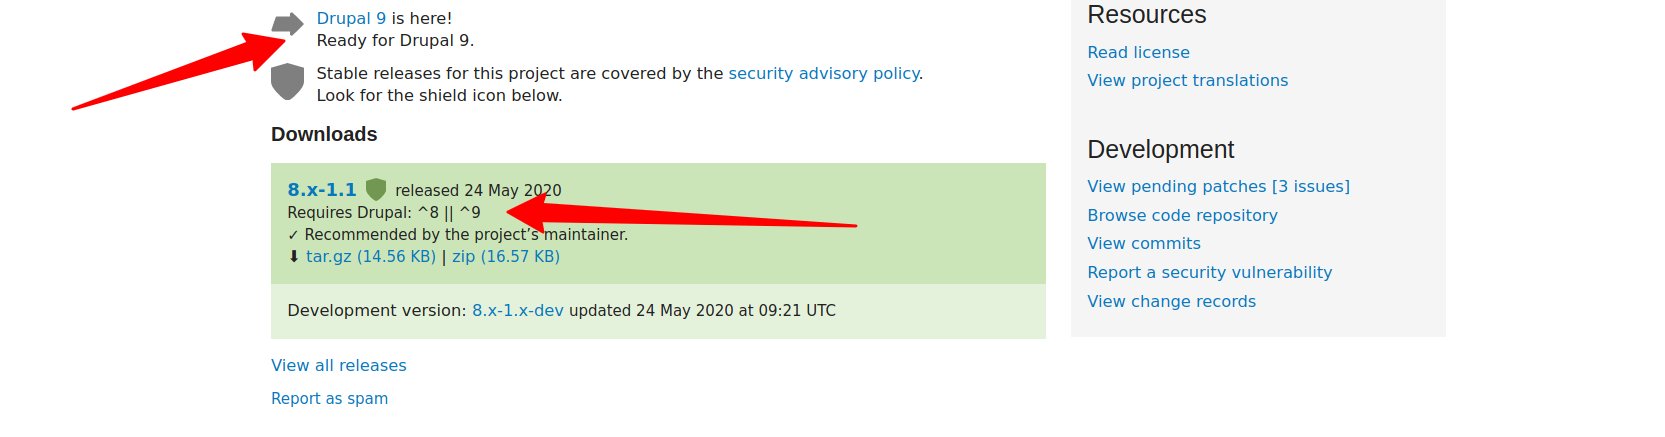 Drupal 9 is here!
Ready for Drupal 9.
Stable releases for this project are covered by the security advisory policy.
Look for the shield icon below.
Downloads
8.x-1.1 released 24 May 2020
Requires Drupal: ^8 || ^9
✓ Recommended by the project’s maintainer.
⬇ tar.gz (14.56 KB) | zip (16.57 KB)
Development version: 8.x-1.x-dev updated 24 May 2020 at 09:21 UTC
View all releases
Report as spam
Resources
Read license
View project translations
Development
View pending patches [3 issues]
Browse code repository
View commits
Report a security vulnerability
View change records